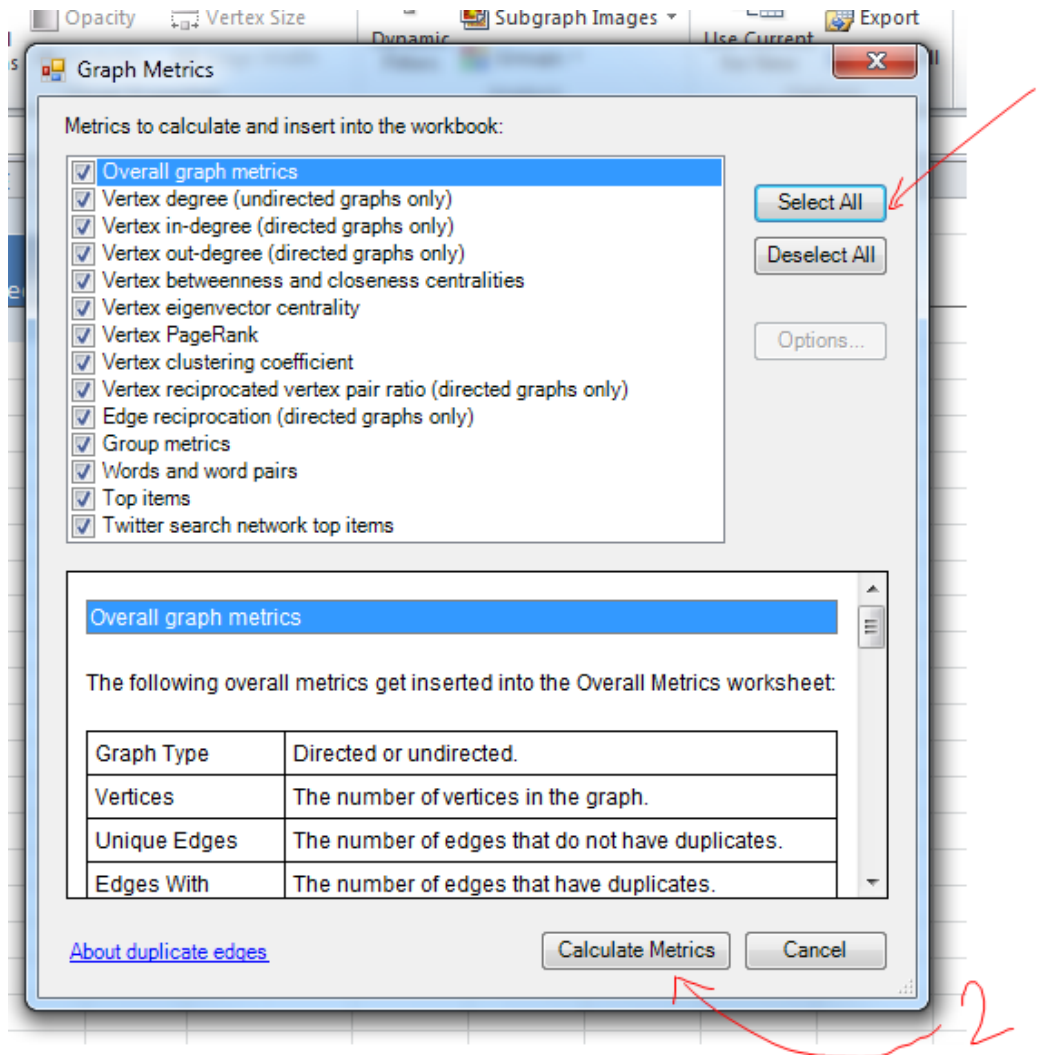 Opacity Vertex Size Subgraph Images Export
Dynamic Use Current
Graph Metrics
Metrics to calculate and insert into the workbook:
Overall graph metrics
Vertex degree (undirected graphs only)
Vertex in-degree (directed graphs only)
Vertex out-degree (directed graphs only)
Vertex betweenness and closeness centralities
Vertex eigenvector centrality
Vertex PageRank
Vertex clustering coefficient
Vertex reciprocated vertex pair ratio (directed graphs only)
Edge reciprocation (directed graphs only)
Group metrics
Words and word pairs
Top items
Twitter search network top items
Select All
Deselect All
Options...
Overall graph metrics
The following overall metrics get inserted into the Overall Metrics worksheet:
Graph Type Directed or undirected.
Vertices The number of vertices in the graph.
Unique Edges The number of edges that do not have duplicates.
Edges With The number of edges that have duplicates.
About duplicate edges Calculate Metrics Cancel
2